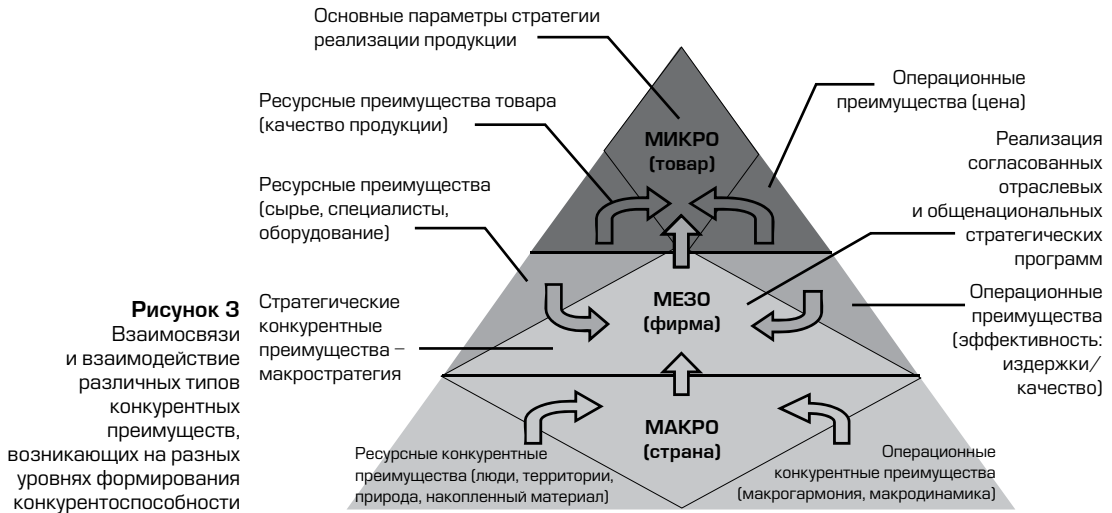 Основные параметры стратегии
реализации продукции
Ресурсные преимущества товара
(качество продукции)
Ресурсные преимущества
(сырье, специалисты,
оборудование)
Стратегические
конкурентные
преимущества –
макростратегия
Операционные
преимущества (цена)
Реализация
согласованных
отраслевых
и общенациональных
стратегических
программ
Операционные
преимущества
(эффективность:
издержки/
качество)
МИКРО
(товар)
МЕЗО
(фирма)
МАКРО
(страна)
Ресурсные конкурентные
преимущества (люди, территории,
природа, накопленный материал)
Операционные
конкурентные преимущества
(макрогармония, макродинамика)
Рисунок 3
Взаимосвязи
и взаимодействие
различных типов
конкурентных
преимуществ,
возникающих на разных
уровнях формирования
конкурентоспособности